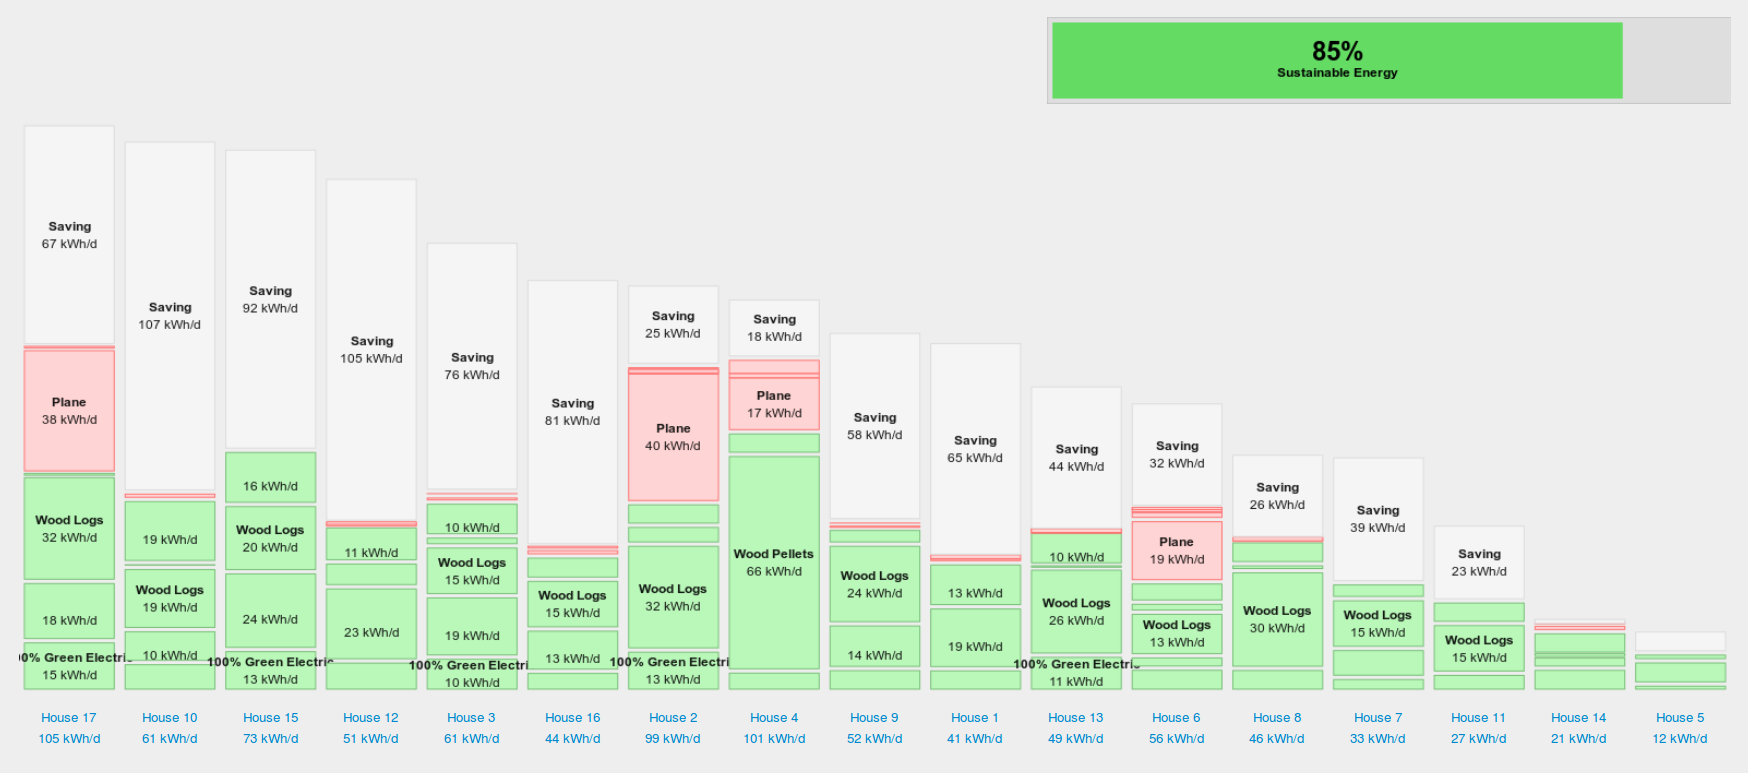 85%
Sustainable Energy
Saving
67 kWh/d
Plane
38 kWh/d
Wood Logs
32 kWh/d
18 kWh/d
00% Green Electric
15 kWh/d
House 17
105 kWh/d
Saving
107 kWh/d
19 kWh/d
Wood Logs
19 kWh/d
10 kWh/d
House 10
61 kWh/d
Saving
92 kWh/d
16 kWh/d
Wood Logs
20 kWh/d
24 kWh/d
100% Green Electric
13 kWh/d
House 15
73 kWh/d
Saving
105 kWh/d
11 kWh/d
23 kWh/d
House 12
51 kWh/d
Saving
76 kWh/d
10 kWh/d
Wood Logs
15 kWh/d
19 kWh/d
100% Green Electri
10 kWh/d
House 3
61 kWh/d
Saving
81 kWh/d
Wood Logs
15 kWh/d
13 kWh/d
House 16
44 kWh/d
Saving
25 kWh/d
Plane
40 kWh/d
Wood Logs
32 kWh/d
100% Green Electri
13 kWh/d
House 2
99 kWh/d
Saving
18 kWh/d
Plane
17 kWh/d
Wood Pellets
66 kWh/d
House 4
101 kWh/d
Saving
58 kWh/d
Wood Logs
24 kWh/d
14 kWh/d
House 9
52 kWh/d
Saving
65 kWh/d
13 kWh/d
19 kWh/d
House 1
41 kWh/d
Saving
44 kWh/d
10 kWh/d
Wood Logs
26 kWh/d
100% Green Electric
11 kWh/d
House 13
49 kWh/d
Saving
32 kWh/d
Plane
19 kWh/d
Wood Logs
13 kWh/d
House 6
56 kWh/d
Saving
26 kWh/d
Wood Logs
30 kWh/d
House 8
46 kWh/d
Saving
39 kWh/d
Wood Logs
15 kWh/d
House 7
33 kWh/d
Saving
23 kWh/d
Wood Logs
15 kWh/d
House 11
27 kWh/d
House 14
21 kWh/d
House 5
12 kWh/d